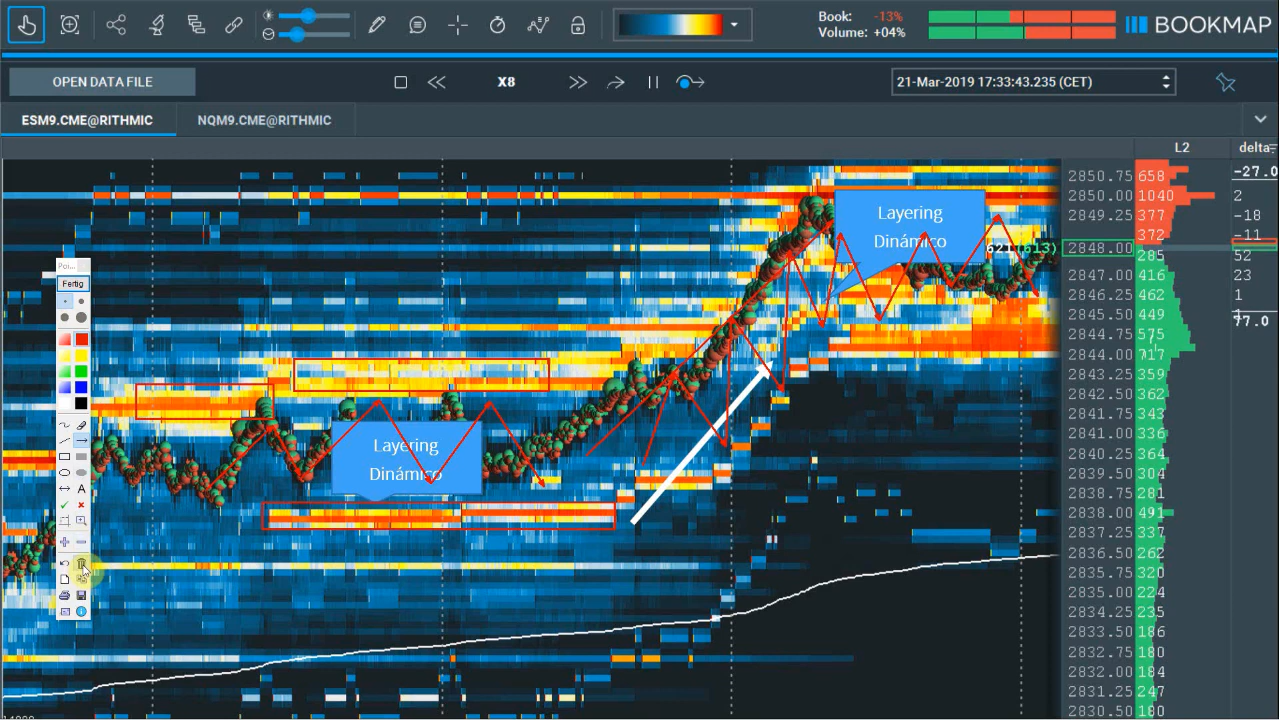 Book: -13%
Volume: +04%
BOOKMAP
OPEN DATA FILE
X8
21-Mar-2019 17:33:43.235 (CET)
ESM9.CME@RITHMIC
NQM9.CME@RITHMIC
L2
delta
2850.75 658 -27.0
2850.00 1040 2
2849.25 377 -18
372 -11
2848.00 285 52
2847.00 416 23
2846.25 462 1
2845.50 449
77.0
2844.75 575
2844.00 717
2843.25 359
2842.50 362
2841.75 343
2841.00 336
2840.25 364
2839.50 324
2838.75 281
2838.00 491
2837.25 337
2836.50 262
2835.75 320
2835.00 224
2834.25 235
2833.50 186
2832.75 180
2832.00 184
2831.25 247
2830.50 180
Layering
Dinámico
621(613)
Layering
Dinámico
Fertig
A